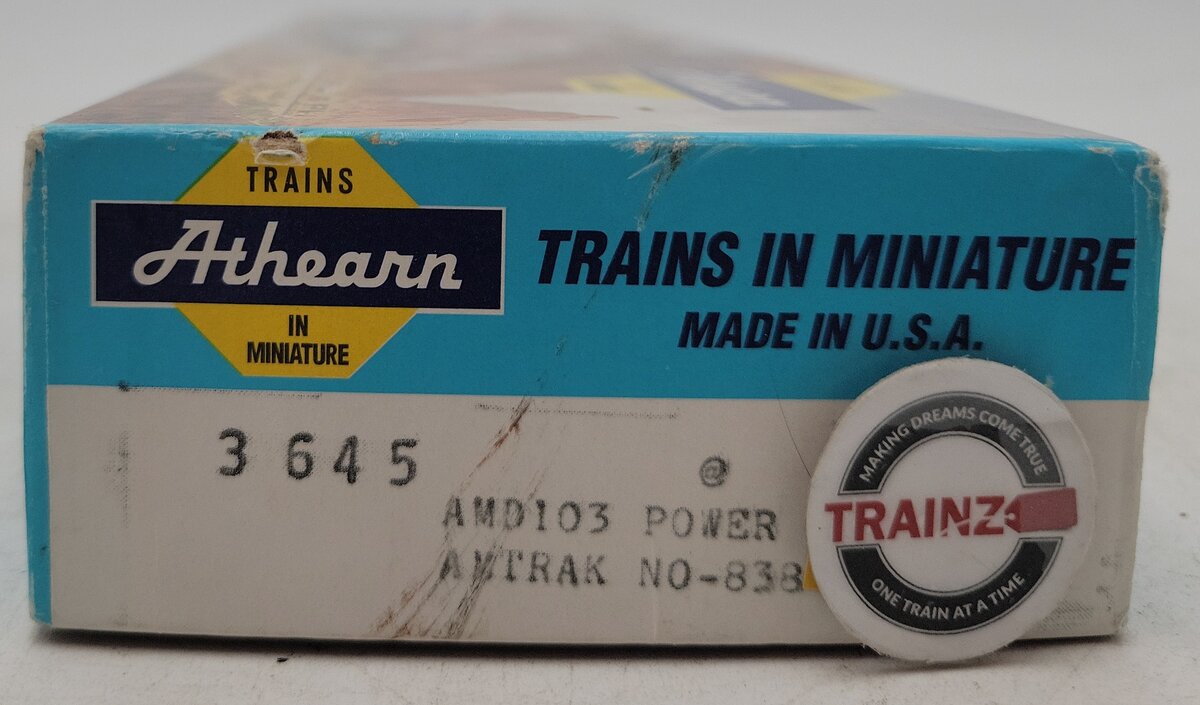 TRAINS
Athearn
IN
MINIATURE
TRAINS IN MINIATURE
MADE IN U.S.A.
3645
@
AMD103 POWER
AMTRAK NO-838
MAKING DREAMS COME TRUE
TRAINZ
ONE TRAIN AT A TIME